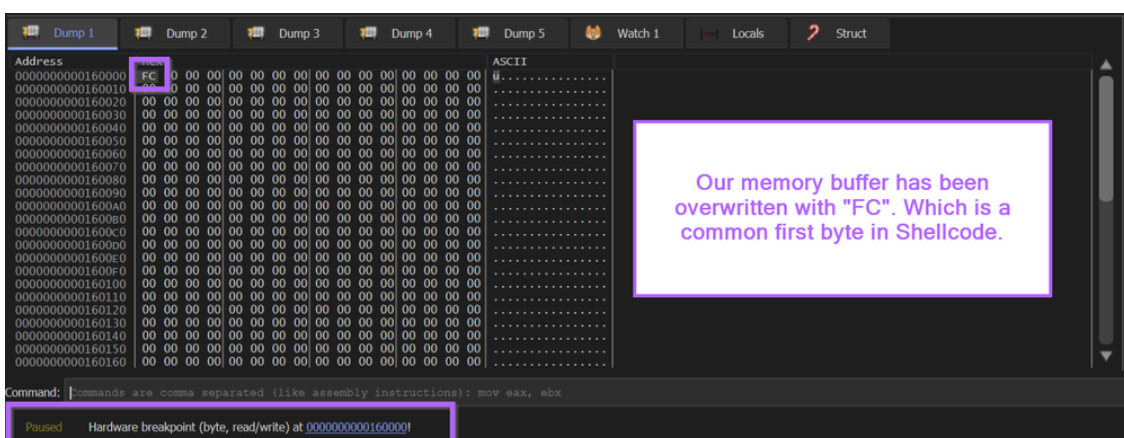 Dump 1 Dump 2 Dump 3 Dump 4 Dump 5 Watch 1 Locals Struct
Address Hex ASCII
0000000000160000 FC 00 00 00 00 00 00 00 00 00 00 00 00 00 00 00 ü...............
0000000000160010 00 00 00 00 00 00 00 00 00 00 00 00 00 00 00 00 ................
0000000000160020 00 00 00 00 00 00 00 00 00 00 00 00 00 00 00 00 ................
0000000000160030 00 00 00 00 00 00 00 00 00 00 00 00 00 00 00 00 ................
0000000000160040 00 00 00 00 00 00 00 00 00 00 00 00 00 00 00 00 ................
0000000000160050 00 00 00 00 00 00 00 00 00 00 00 00 00 00 00 00 ................
0000000000160060 00 00 00 00 00 00 00 00 00 00 00 00 00 00 00 00 ................
0000000000160070 00 00 00 00 00 00 00 00 00 00 00 00 00 00 00 00 ................
0000000000160080 00 00 00 00 00 00 00 00 00 00 00 00 00 00 00 00 ................
0000000000160090 00 00 00 00 00 00 00 00 00 00 00 00 00 00 00 00 ................
00000000001600A0 00 00 00 00 00 00 00 00 00 00 00 00 00 00 00 00 ................
00000000001600B0 00 00 00 00 00 00 00 00 00 00 00 00 00 00 00 00 ................
00000000001600C0 00 00 00 00 00 00 00 00 00 00 00 00 00 00 00 00 ................
00000000001600D0 00 00 00 00 00 00 00 00 00 00 00 00 00 00 00 00 ................
00000000001600E0 00 00 00 00 00 00 00 00 00 00 00 00 00 00 00 00 ................
00000000001600F0 00 00 00 00 00 00 00 00 00 00 00 00 00 00 00 00 ................
0000000000160100 00 00 00 00 00 00 00 00 00 00 00 00 00 00 00 00 ................
0000000000160110 00 00 00 00 00 00 00 00 00 00 00 00 00 00 00 00 ................
0000000000160120 00 00 00 00 00 00 00 00 00 00 00 00 00 00 00 00 ................
0000000000160130 00 00 00 00 00 00 00 00 00 00 00 00 00 00 00 00 ................
0000000000160140 00 00 00 00 00 00 00 00 00 00 00 00 00 00 00 00 ................
0000000000160150 00 00 00 00 00 00 00 00 00 00 00 00 00 00 00 00 ................
0000000000160160 00 00 00 00 00 00 00 00 00 00 00 00 00 00 00 00 ................
Our memory buffer has been
overwritten with "FC". Which is a
common first byte in Shellcode.
Command: Commands are comma separated (like assembly instructions): mov eax, ebx
Paused Hardware breakpoint (byte, read/write) at 0000000000160000!